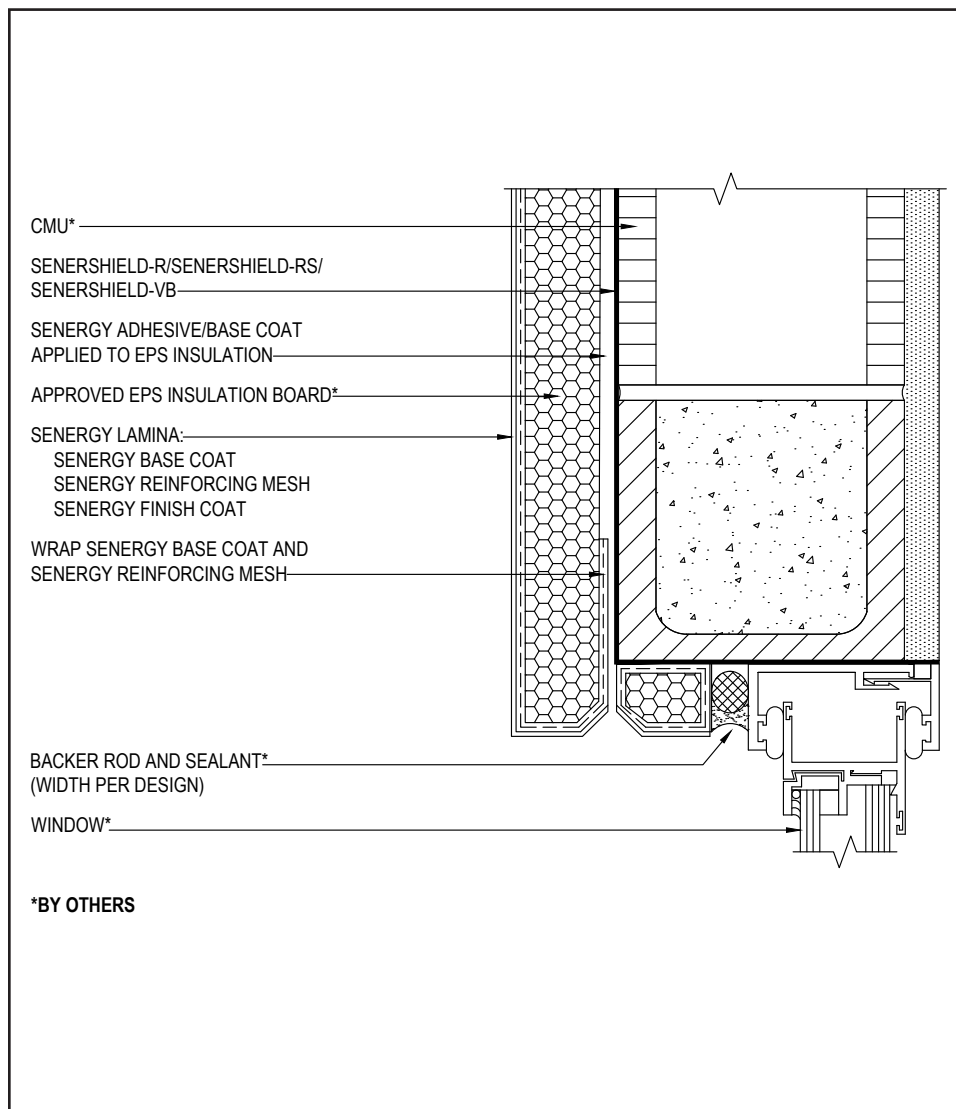 CMU*
SENERSHIELD-R/SENERSHIELD-RS/
SENERSHIELD-VB
SENERGY ADHESIVE/BASE COAT
APPLIED TO EPS INSULATION
APPROVED EPS INSULATION BOARD*
SENERGY LAMINA:
SENERGY BASE COAT
SENERGY REINFORCING MESH
SENERGY FINISH COAT
WRAP SENERGY BASE COAT AND
SENERGY REINFORCING MESH
BACKER ROD AND SEALANT*
(WIDTH PER DESIGN)
WINDOW*
*BY OTHERS